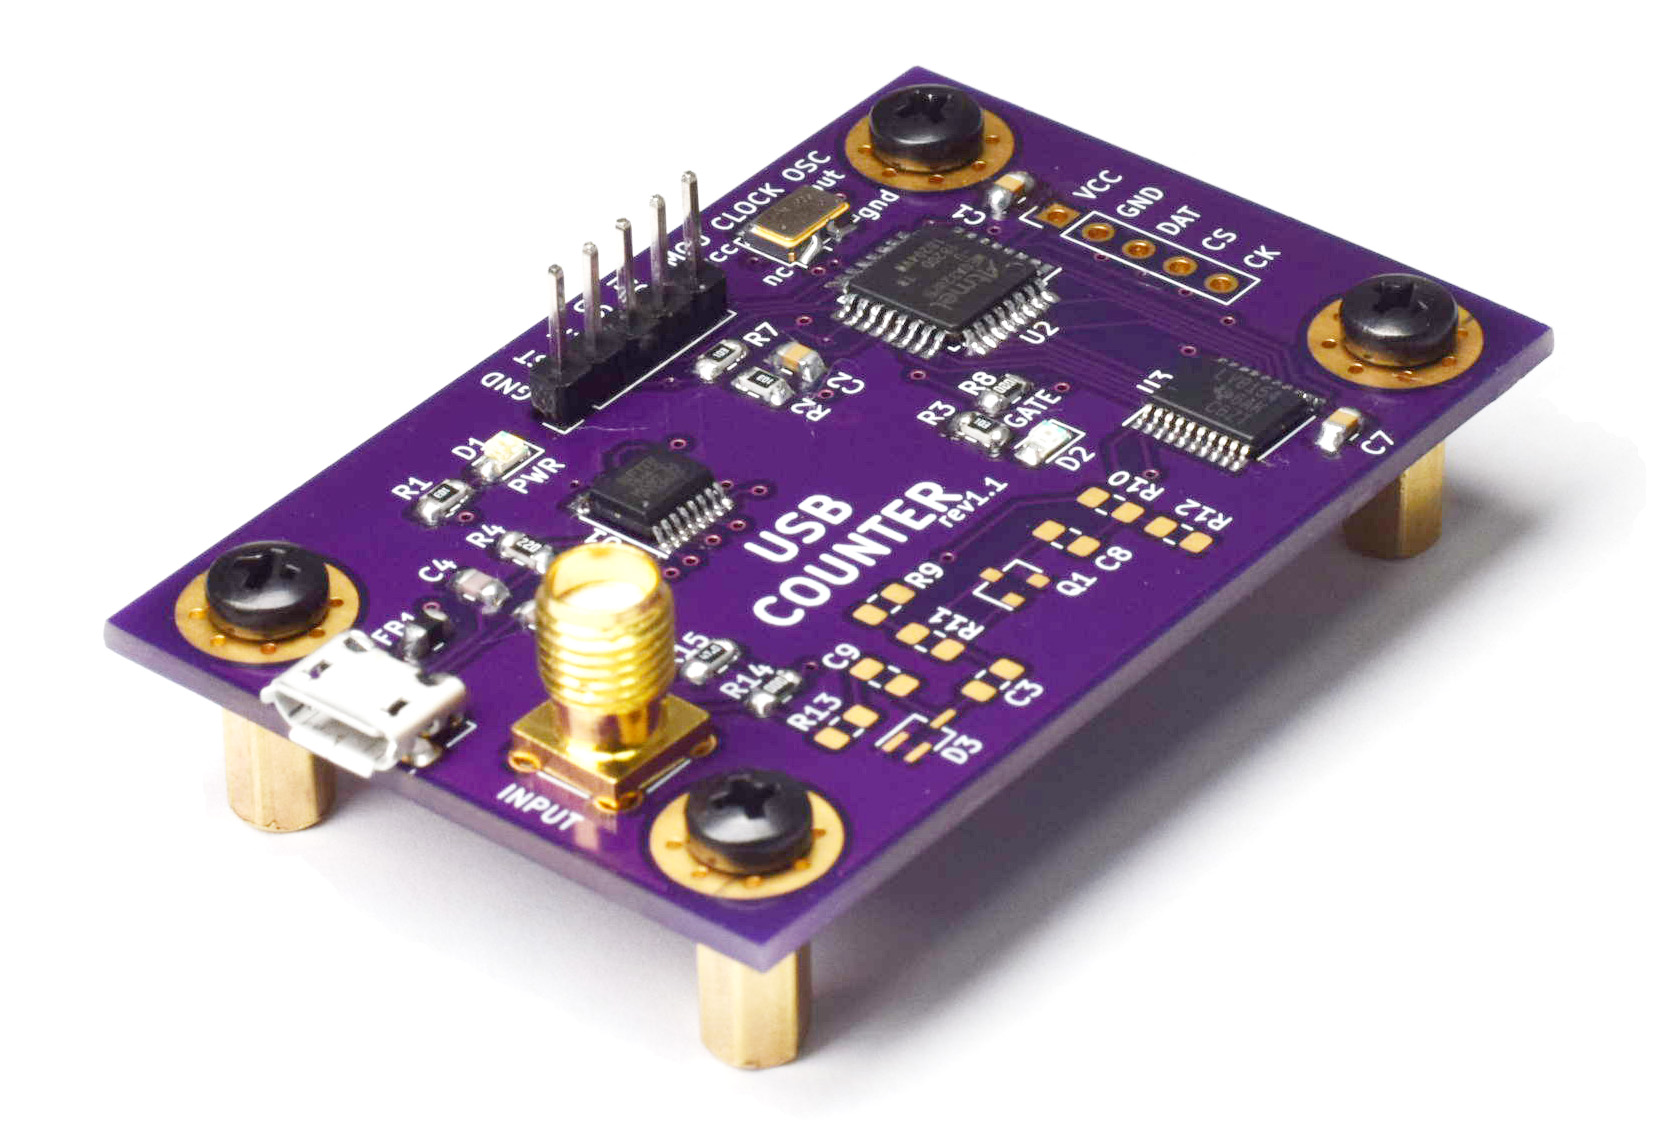 CLOCK OSC
gnd
nc
C1
VCC
GND
DAT
CS
CK
Atmel
U2
R7
C2
R2
R8
R3
GATE
D2
U3
C7
GND
D1
PWR
R1
R4
C4
FB1
USB
COUNTER
rev1.1
R10
R12
C8
Q1
R9
R11
C9
C3
R14
R13
D3
INPUT